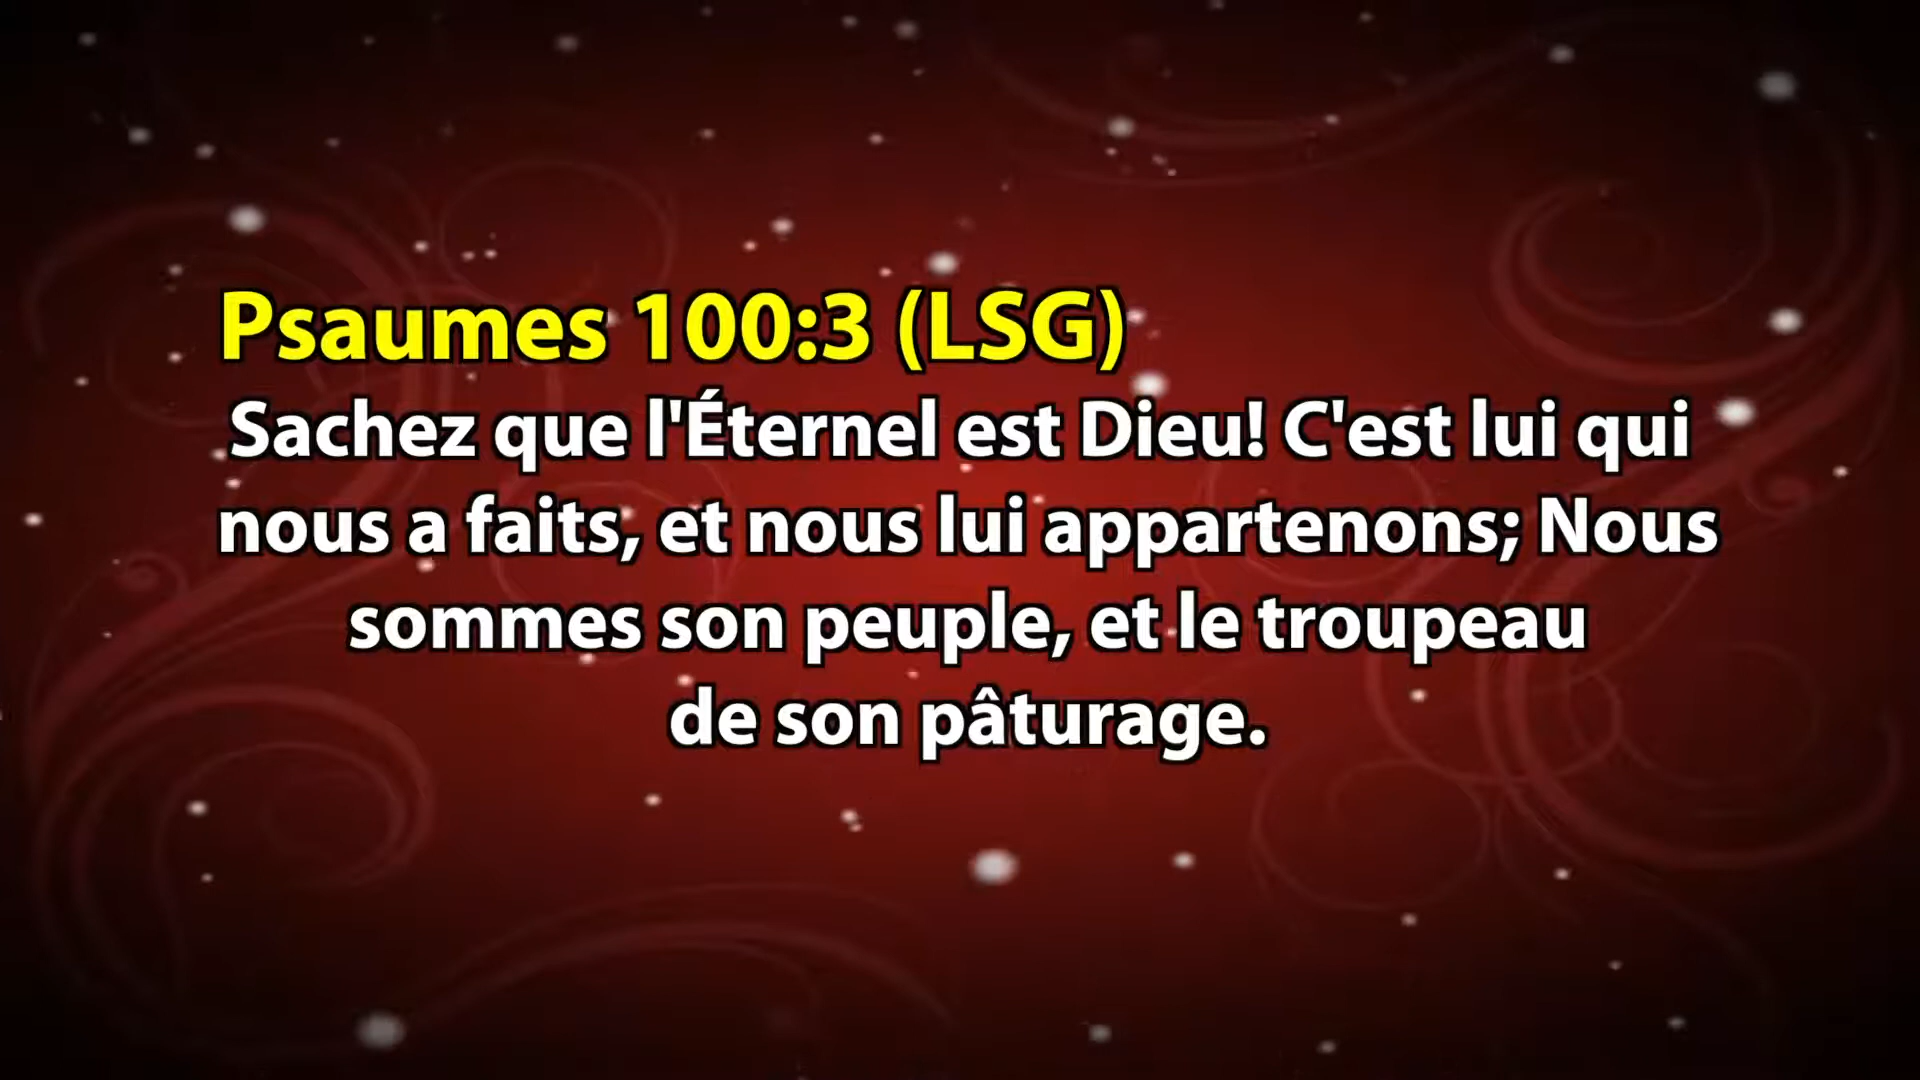 Psaumes 100:3 (LSG)
Sachez que l'Éternel est Dieu! C'est lui qui
nous a faits, et nous lui appartenons; Nous
sommes son peuple, et le troupeau
de son pâturage.